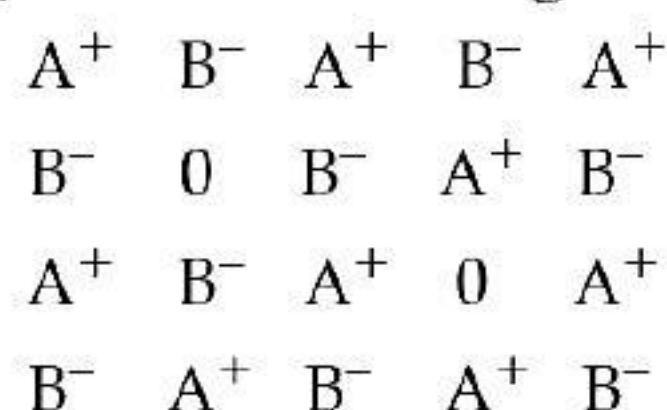 A⁺ B⁻ A⁺ B⁻ A⁺
B⁻ 0 B⁻ A⁺ B⁻
A⁺ B⁻ A⁺ 0 A⁺
B⁻ A⁺ B⁻ A⁺ B⁻